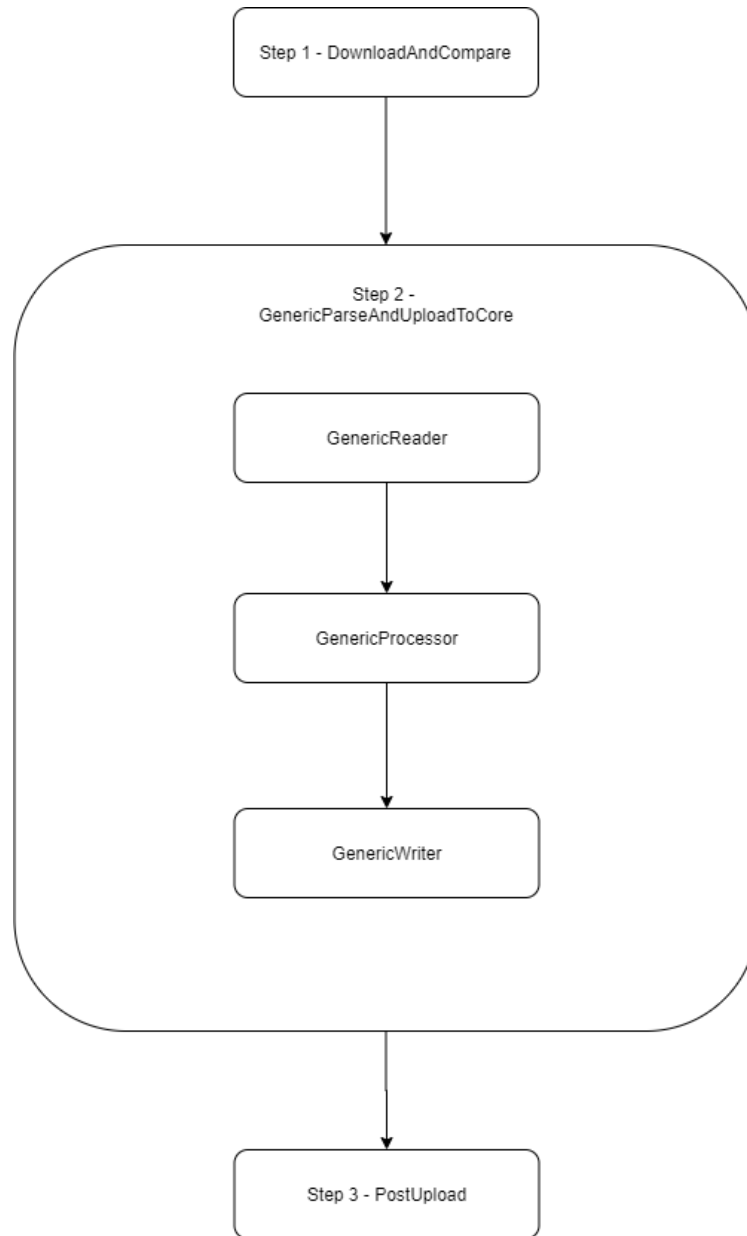 Step 1 - DownloadAndCompare
Step 2 -
GenericParseAndUploadToCore
GenericReader
GenericProcessor
GenericWriter
Step 3 - PostUpload